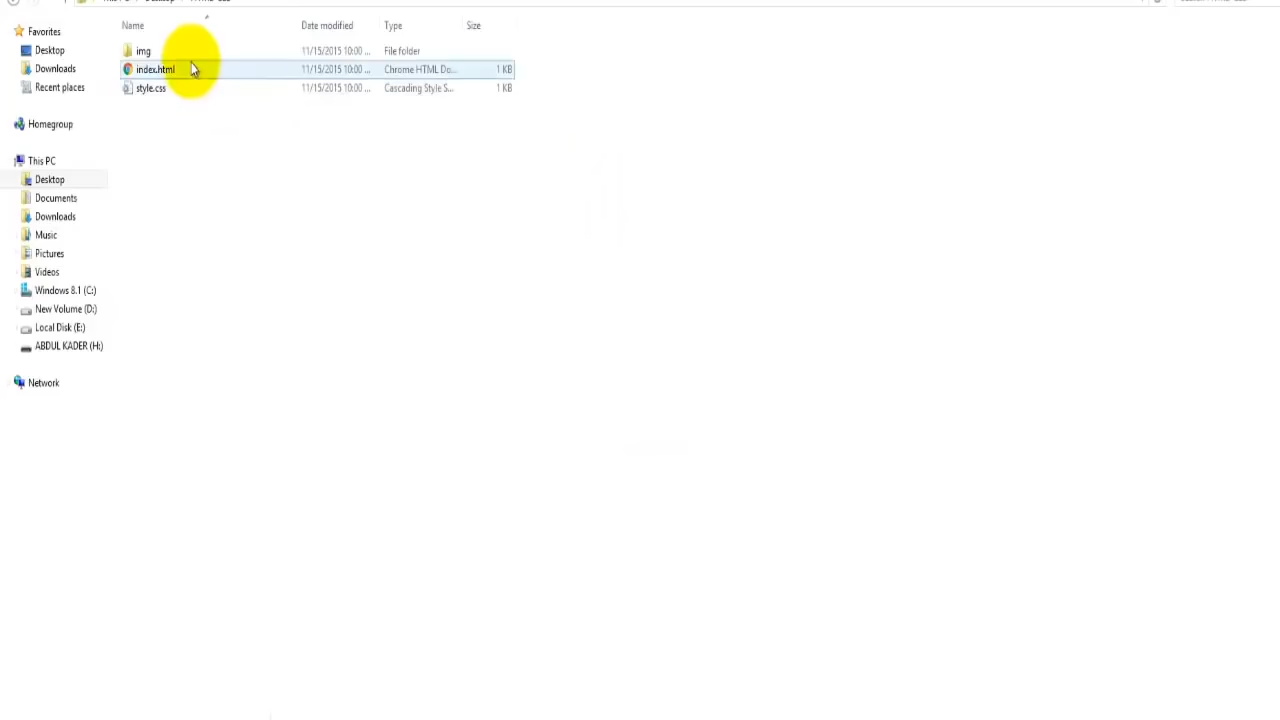 Name Date modified Type Size
Favorites
Desktop
Downloads
Recent places
Homegroup
This PC
Desktop
Documents
Downloads
Music
Pictures
Videos
Windows 8.1 (C:)
New Volume (D:)
Local Disk (E:)
ABDUL KADER (H:)
Network
img 11/15/2015 10:00 ... File folder
index.html 11/15/2015 10:00 ... Chrome HTML Do... 1 KB
style.css 11/15/2015 10:00 ... Cascading Style S... 1 KB